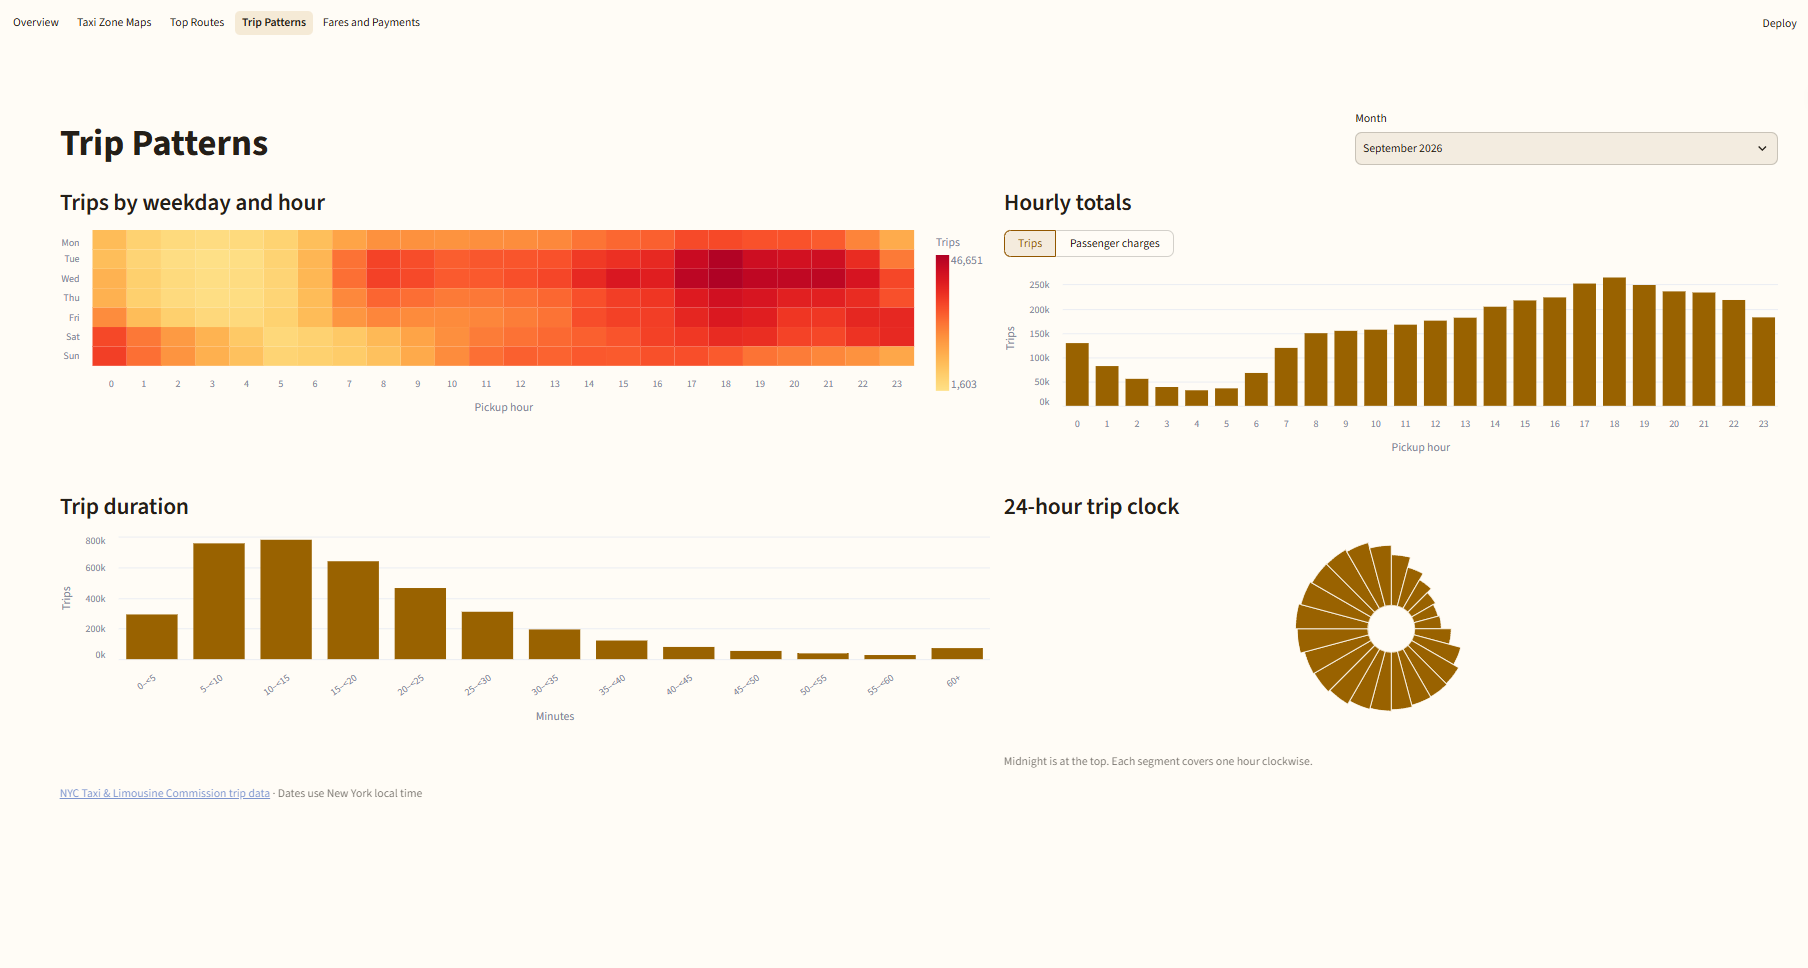 Overview Taxi Zone Maps Top Routes Trip Patterns Fares and Payments Deploy
Trip Patterns
Month
September 2026
Trips by weekday and hour
Mon
Tue
Wed
Thu
Fri
Sat
Sun
0 1 2 3 4 5 6 7 8 9 10 11 12 13 14 15 16 17 18 19 20 21 22 23
Pickup hour
Trips
46,651
1,603
Hourly totals
Trips Passenger charges
Trips
250k
200k
150k
100k
50k
0k
0 1 2 3 4 5 6 7 8 9 10 11 12 13 14 15 16 17 18 19 20 21 22 23
Pickup hour
Trip duration
Trips
800k
600k
400k
200k
0k
0–<5 5–<10 10–<15 15–<20 20–<25 25–<30 30–<35 35–<40 40–<45 45–<50 50–<55 55–<60 60+
Minutes
24-hour trip clock
Midnight is at the top. Each segment covers one hour clockwise.
NYC Taxi & Limousine Commission trip data · Dates use New York local time